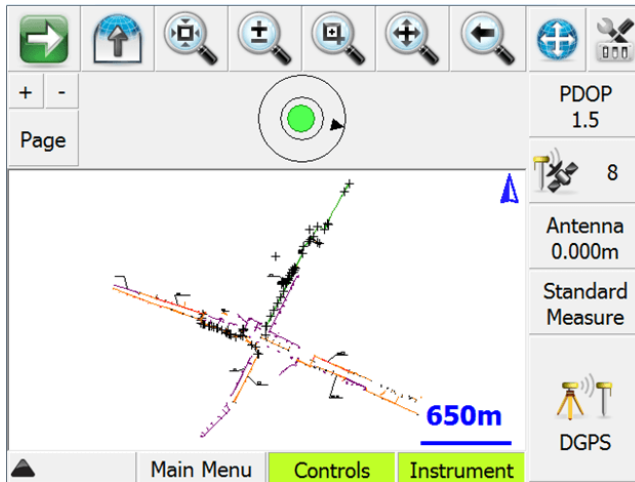 + -
Page
PDOP
1.5
8
Antenna
0.000m
Standard
Measure
DGPS
650m
Main Menu
Controls
Instrument